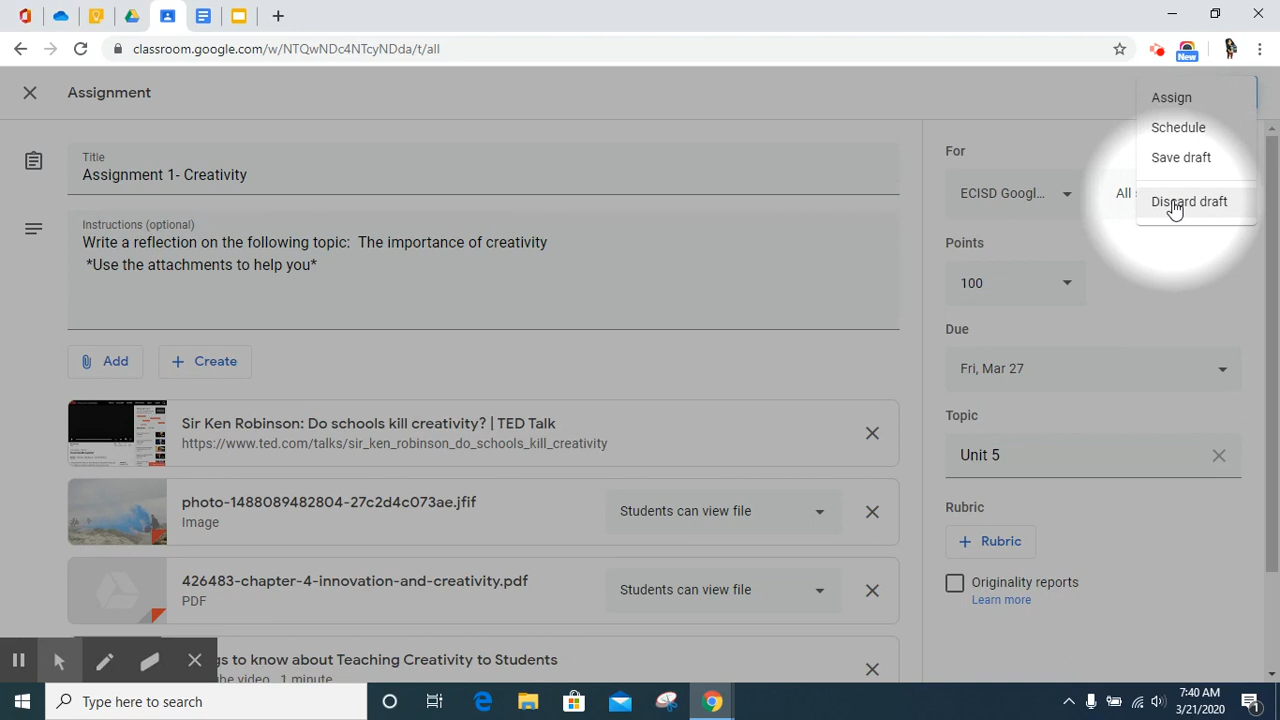 classroom.google.com/w/NTQwNDc4NTcyNDda/t/all
New
Assignment
Assign
Schedule
Save draft
Discard draft
Title
Assignment 1- Creativity
Instructions (optional)
Write a reflection on the following topic:  The importance of creativity
*Use the attachments to help you*
Add
Create
Sir Ken Robinson: Do schools kill creativity? | TED Talk
https://www.ted.com/talks/sir_ken_robinson_do_schools_kill_creativity
photo-1488089482804-27c2d4c073ae.jfif
Image
Students can view file
426483-chapter-4-innovation-and-creativity.pdf
PDF
Students can view file
to know about Teaching Creativity to Students
video 1 minute
For
ECISD Googl...
All
Points
100
Due
Fri, Mar 27
Topic
Unit 5
Rubric
Rubric
Originality reports
Learn more
Type here to search
7:40 AM
3/21/2020
1